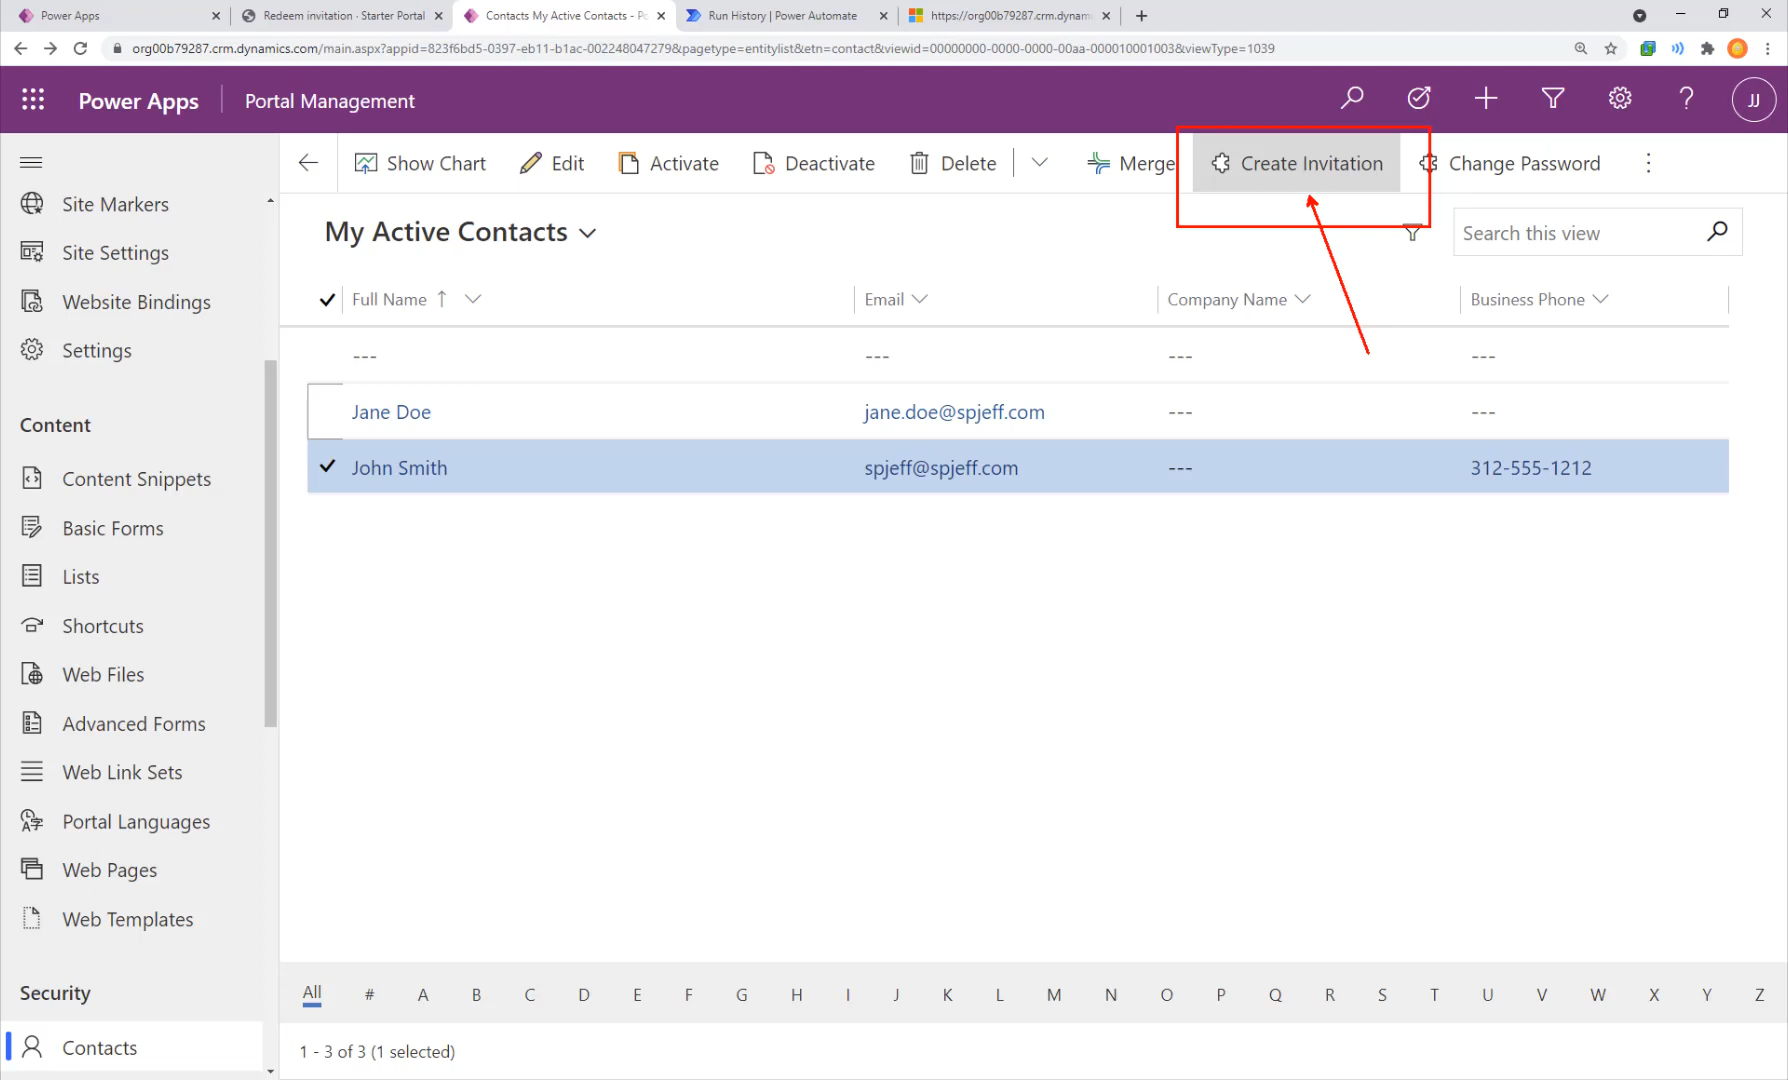 Power Apps
Redeem invitation · Starter Portal
Contacts My Active Contacts - Po
Run History | Power Automate
https://org00b79287.crm.dynam
org00b79287.crm.dynamics.com/main.aspx?appid=823f6bd5-0397-eb11-b1ac-002248047279&pagetype=entitylist&etn=contact&viewid=00000000-0000-0000-00aa-000010001003&viewType=1039
Power Apps
Portal Management
JJ
Show Chart
Edit
Activate
Deactivate
Delete
Merge
Create Invitation
Change Password
Site Markers
Site Settings
Website Bindings
Settings
Content
Content Snippets
Basic Forms
Lists
Shortcuts
Web Files
Advanced Forms
Web Link Sets
Portal Languages
Web Pages
Web Templates
Security
Contacts
My Active Contacts
Search this view
Full Name ↑ Email Company Name Business Phone
--- --- --- ---
Jane Doe jane.doe@spjeff.com --- ---
John Smith spjeff@spjeff.com --- 312-555-1212
All # A B C D E F G H I J K L M N O P Q R S T U V W X Y Z
1 - 3 of 3 (1 selected)